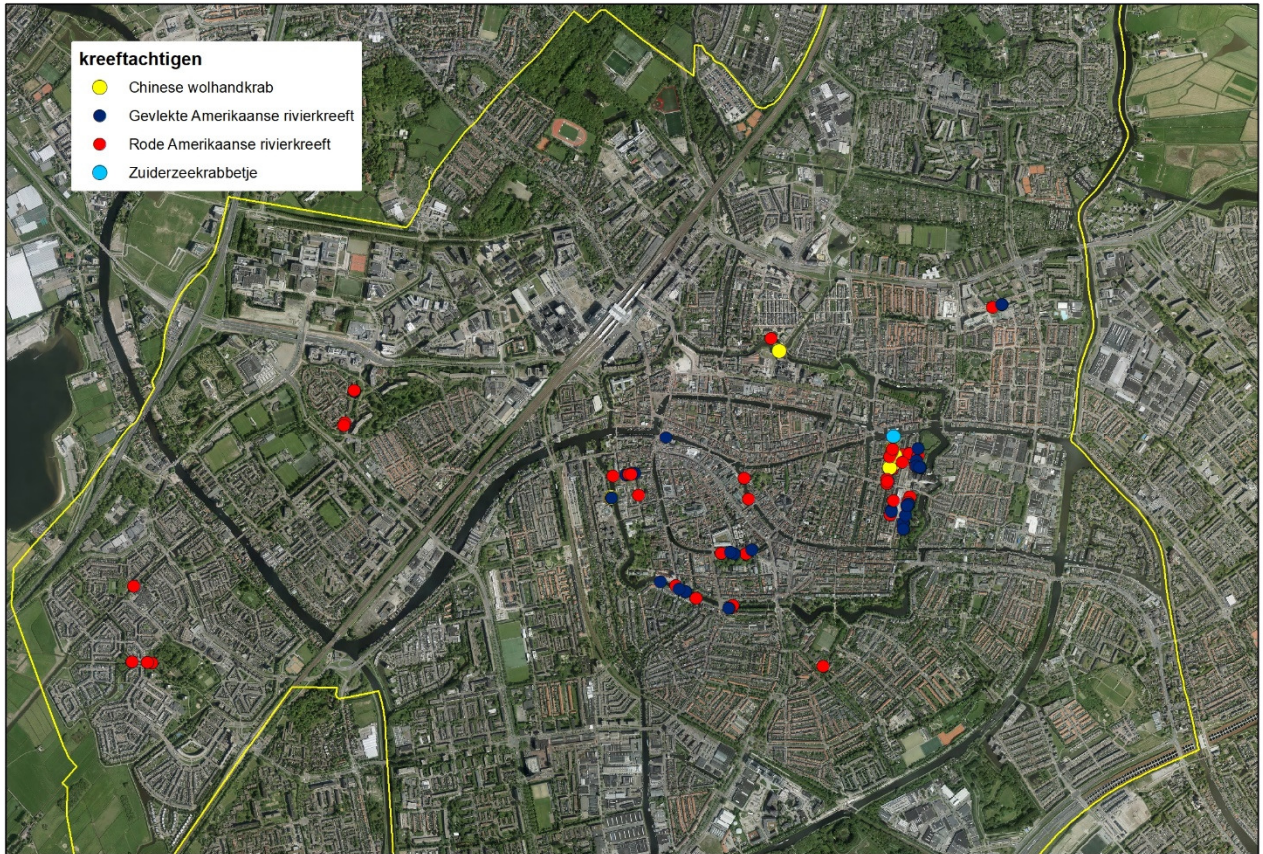 kreeftachtigen
Chinese wolhandkrab
Gevlekte Amerikaanse rivierkreeft
Rode Amerikaanse rivierkreeft
Zuiderzeekrabbetje